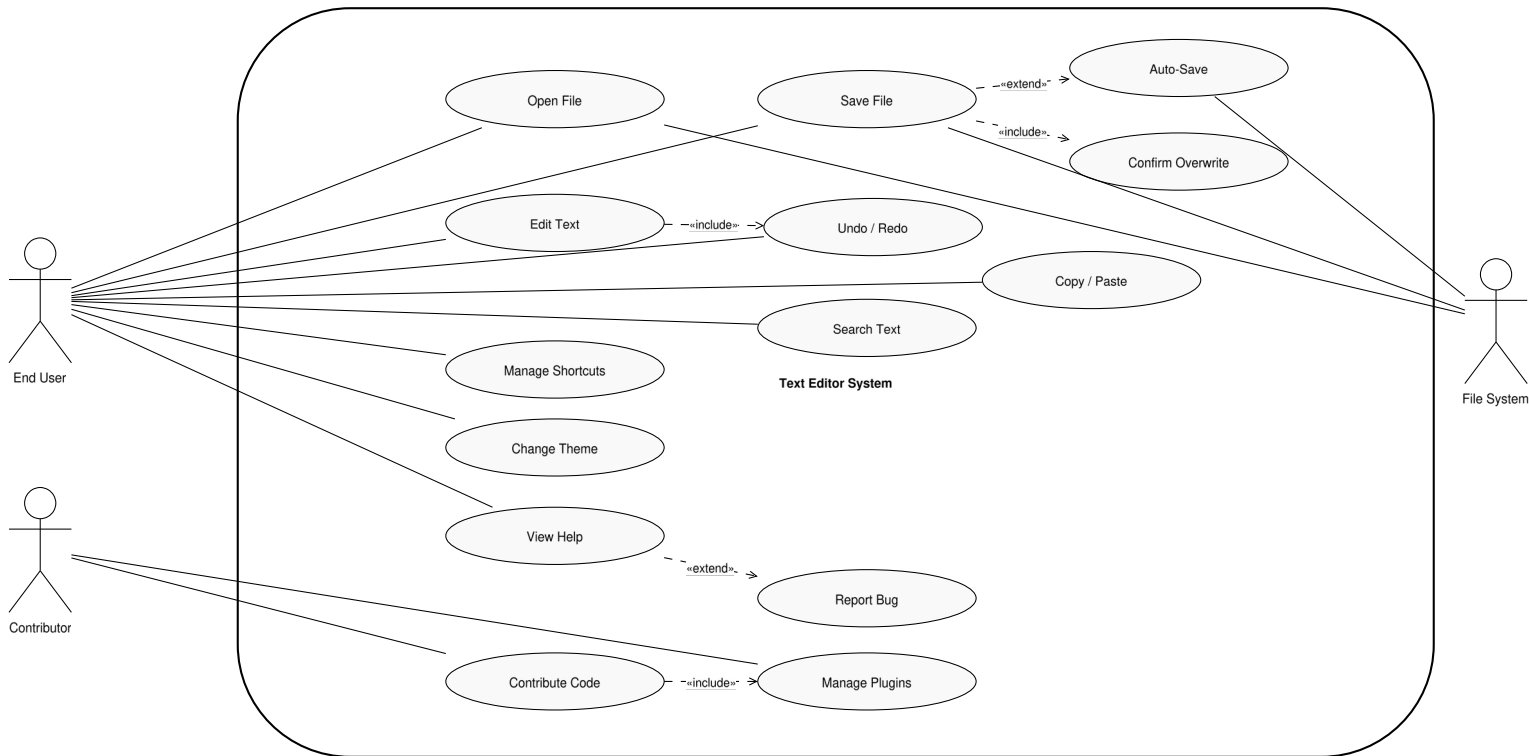 Auto-Save
Open File
Save File
«extend»
«include»
Confirm Overwrite
Edit Text
«include»
Undo / Redo
Copy / Paste
Search Text
Manage Shortcuts
End User
Text Editor System
File System
Change Theme
View Help
«extend»
Report Bug
Contributor
Contribute Code
«include»
Manage Plugins